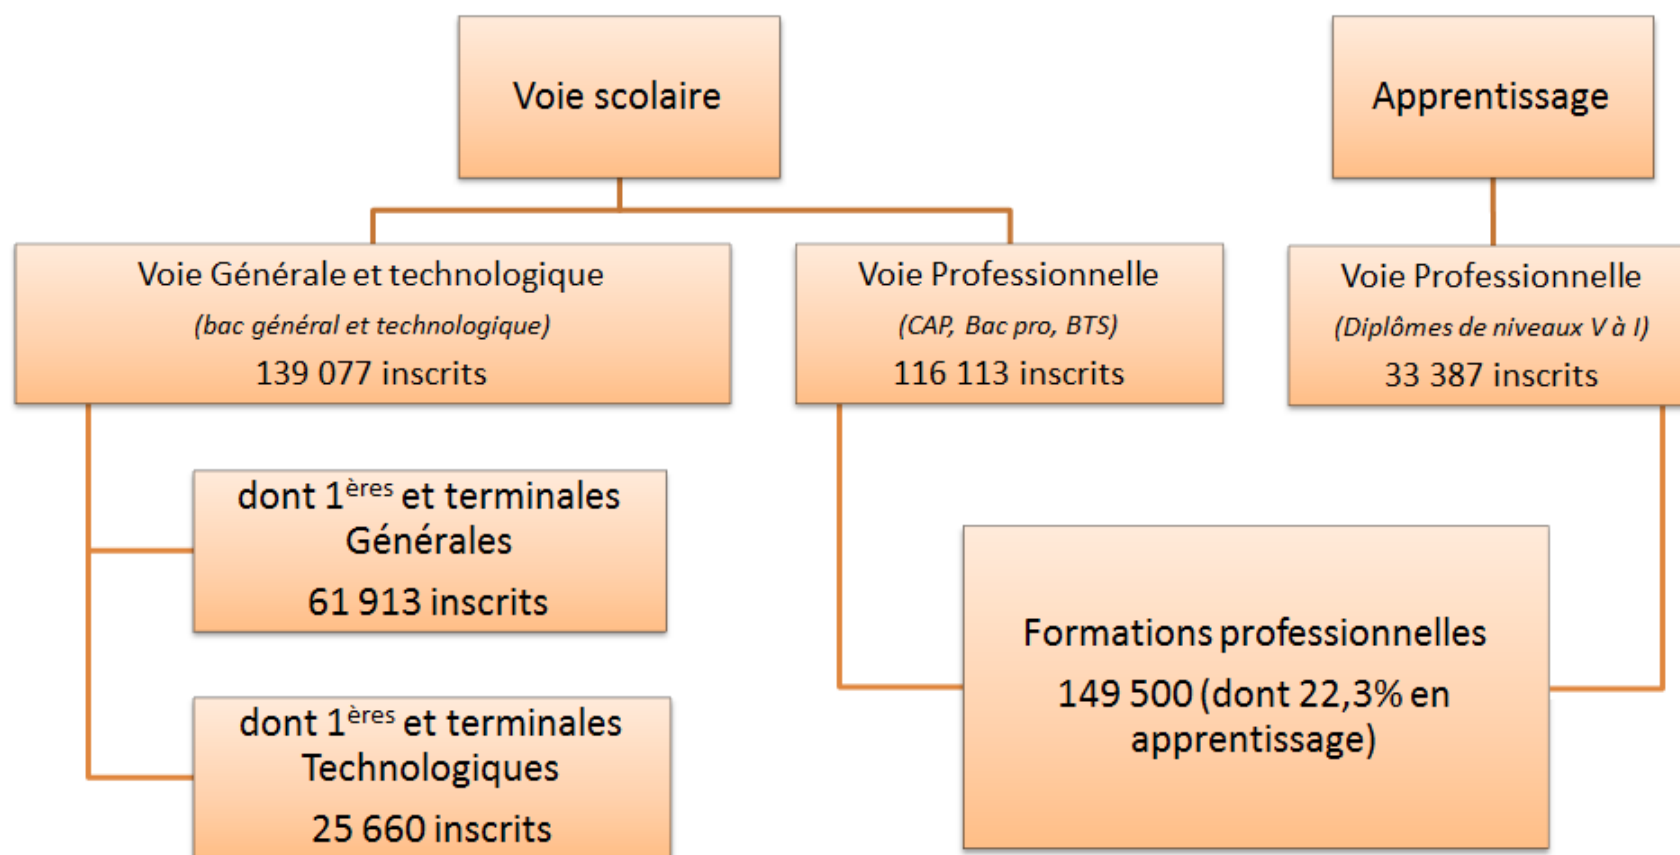 Voie scolaire
Apprentissage
Voie Générale et technologique
(bac général et technologique)
139 077 inscrits
Voie Professionnelle
(CAP, Bac pro, BTS)
116 113 inscrits
Voie Professionnelle
(Diplômes de niveaux V à I)
33 387 inscrits
dont 1ères et terminales
Générales
61 913 inscrits
dont 1ères et terminales
Technologiques
25 660 inscrits
Formations professionnelles
149 500 (dont 22,3% en
apprentissage)